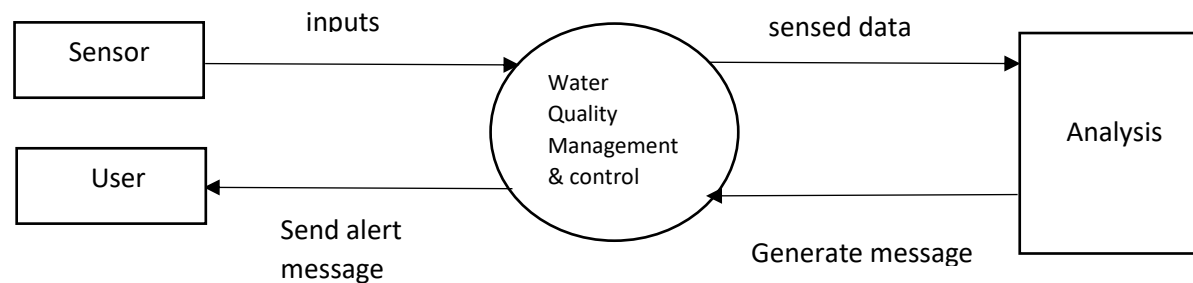 inputs
sensed data
Sensor
Water
Quality
Management
& control
Analysis
User
Send alert
message
Generate message